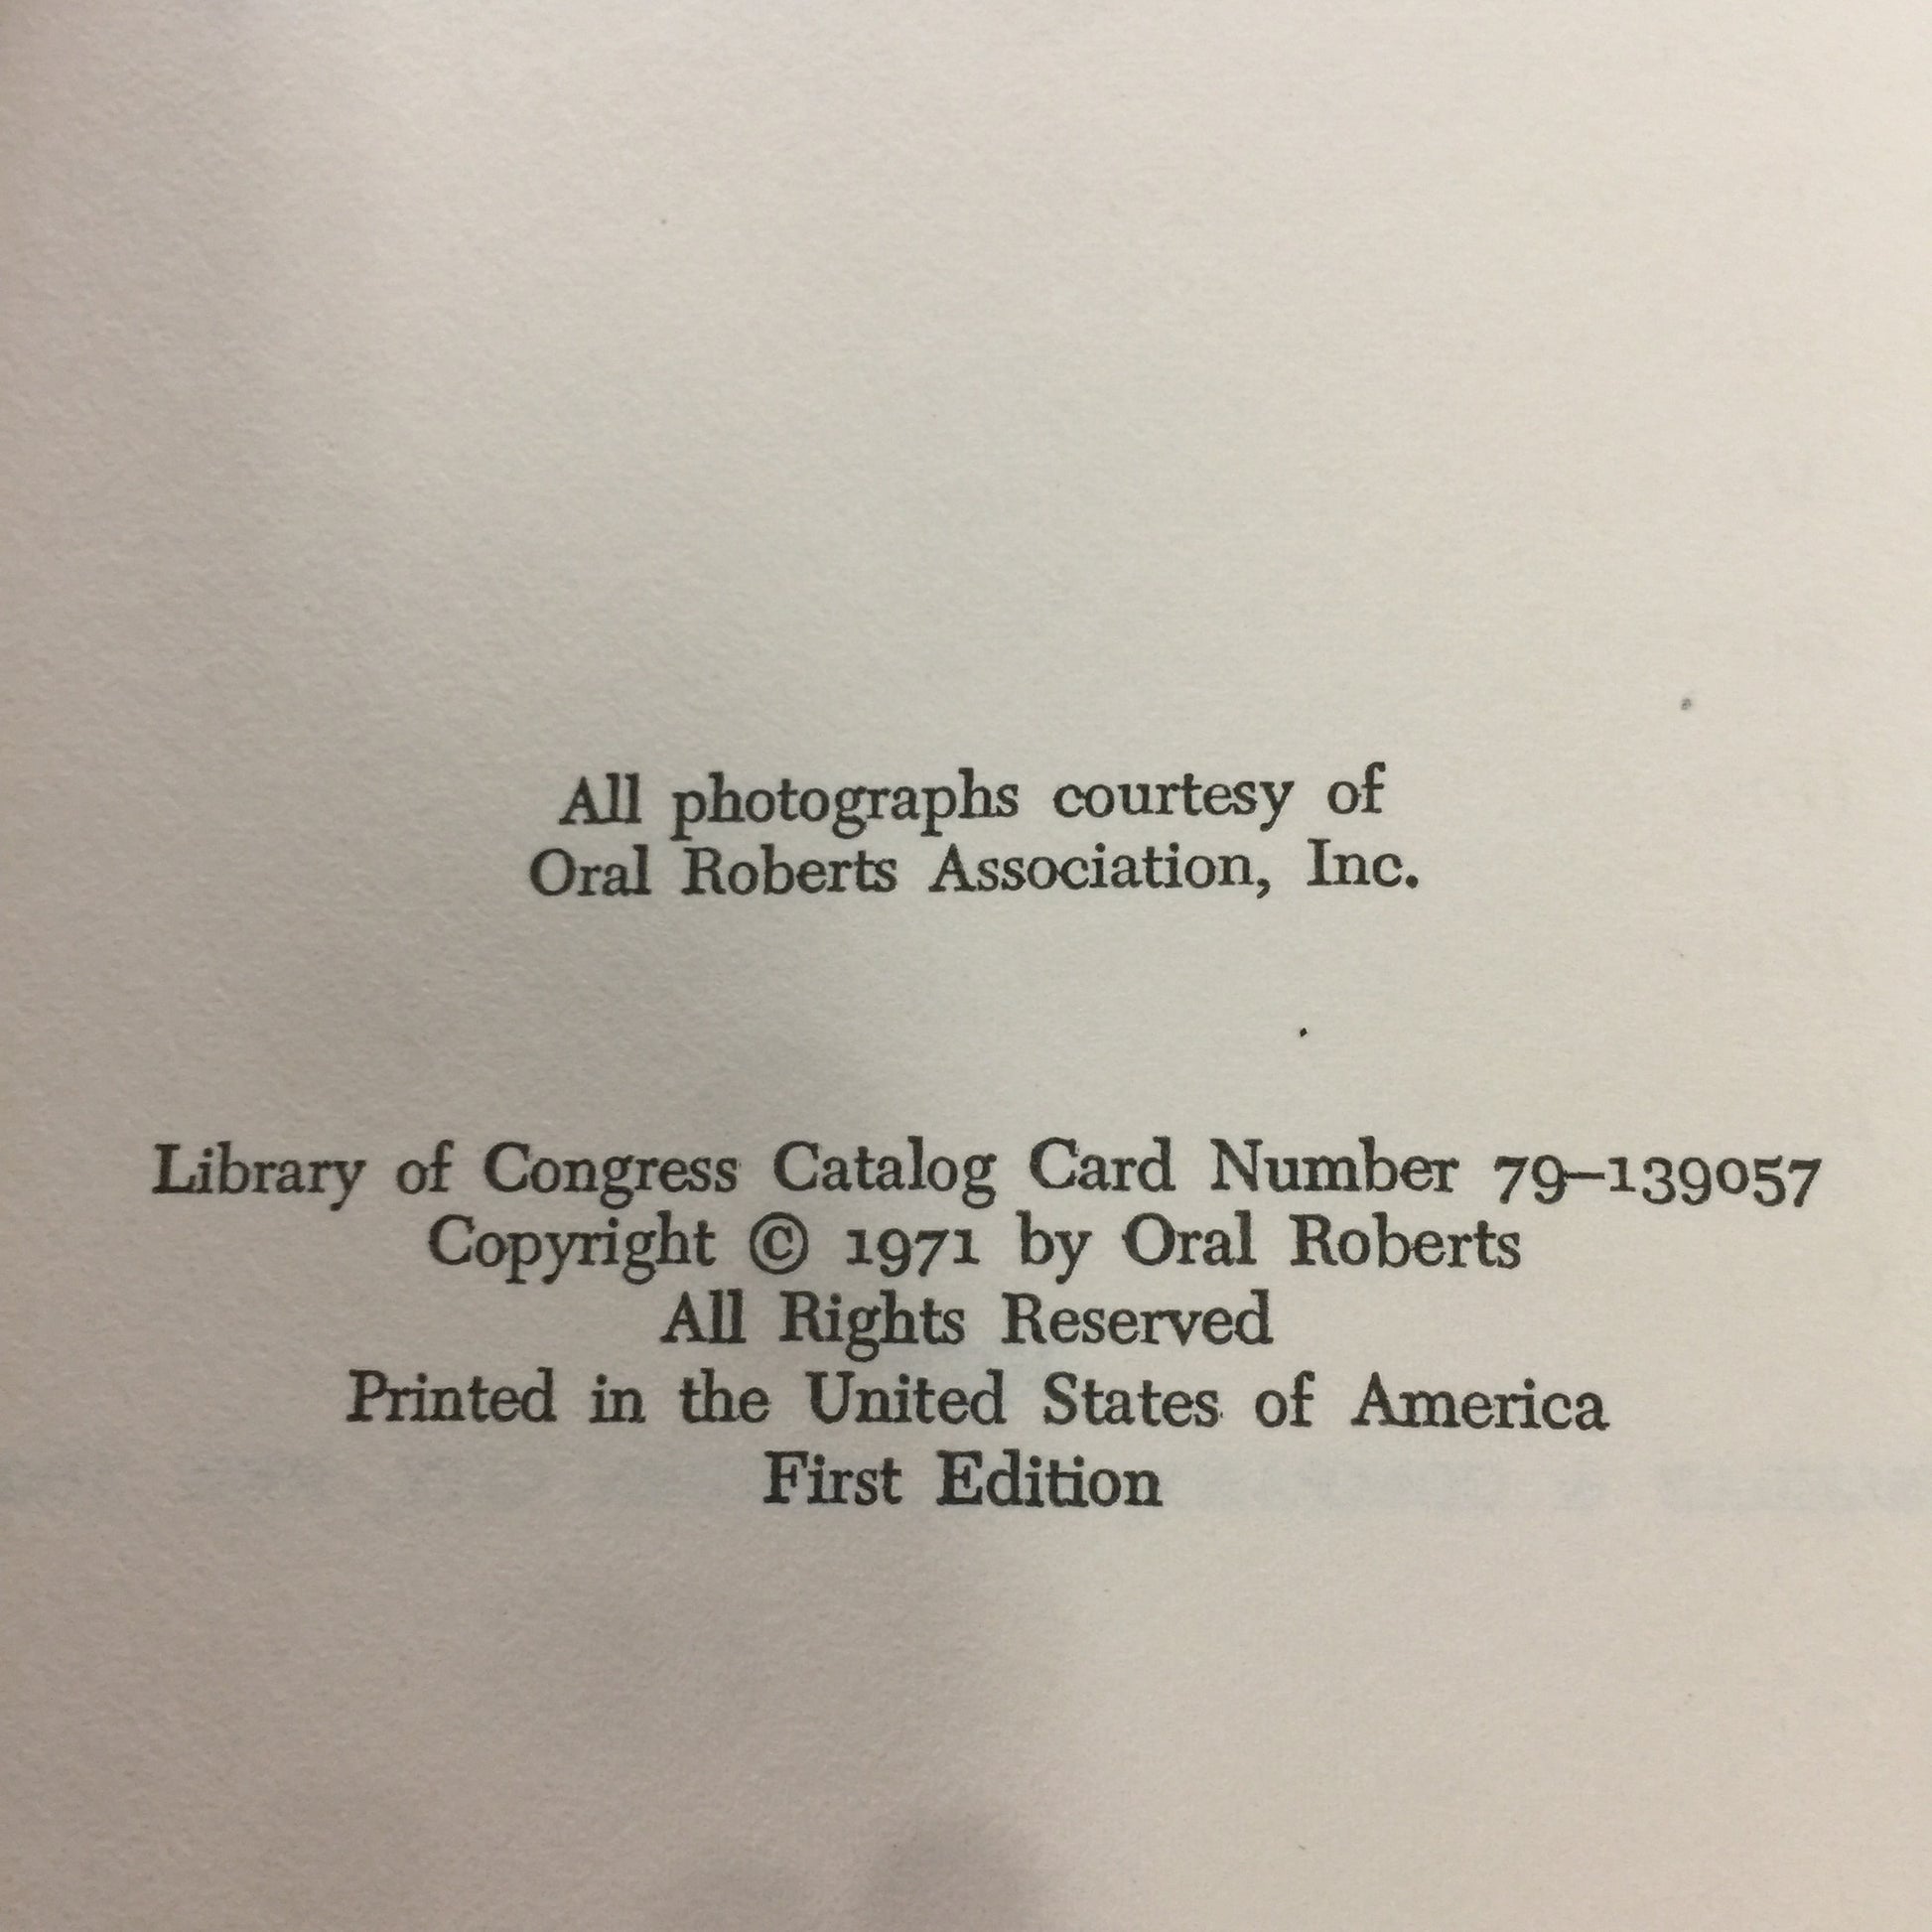 All photographs courtesy of
Oral Roberts Association, Inc.
Library of Congress Catalog Card Number 79–139057
Copyright © 1971 by Oral Roberts
All Rights Reserved
Printed in the United States of America
First Edition